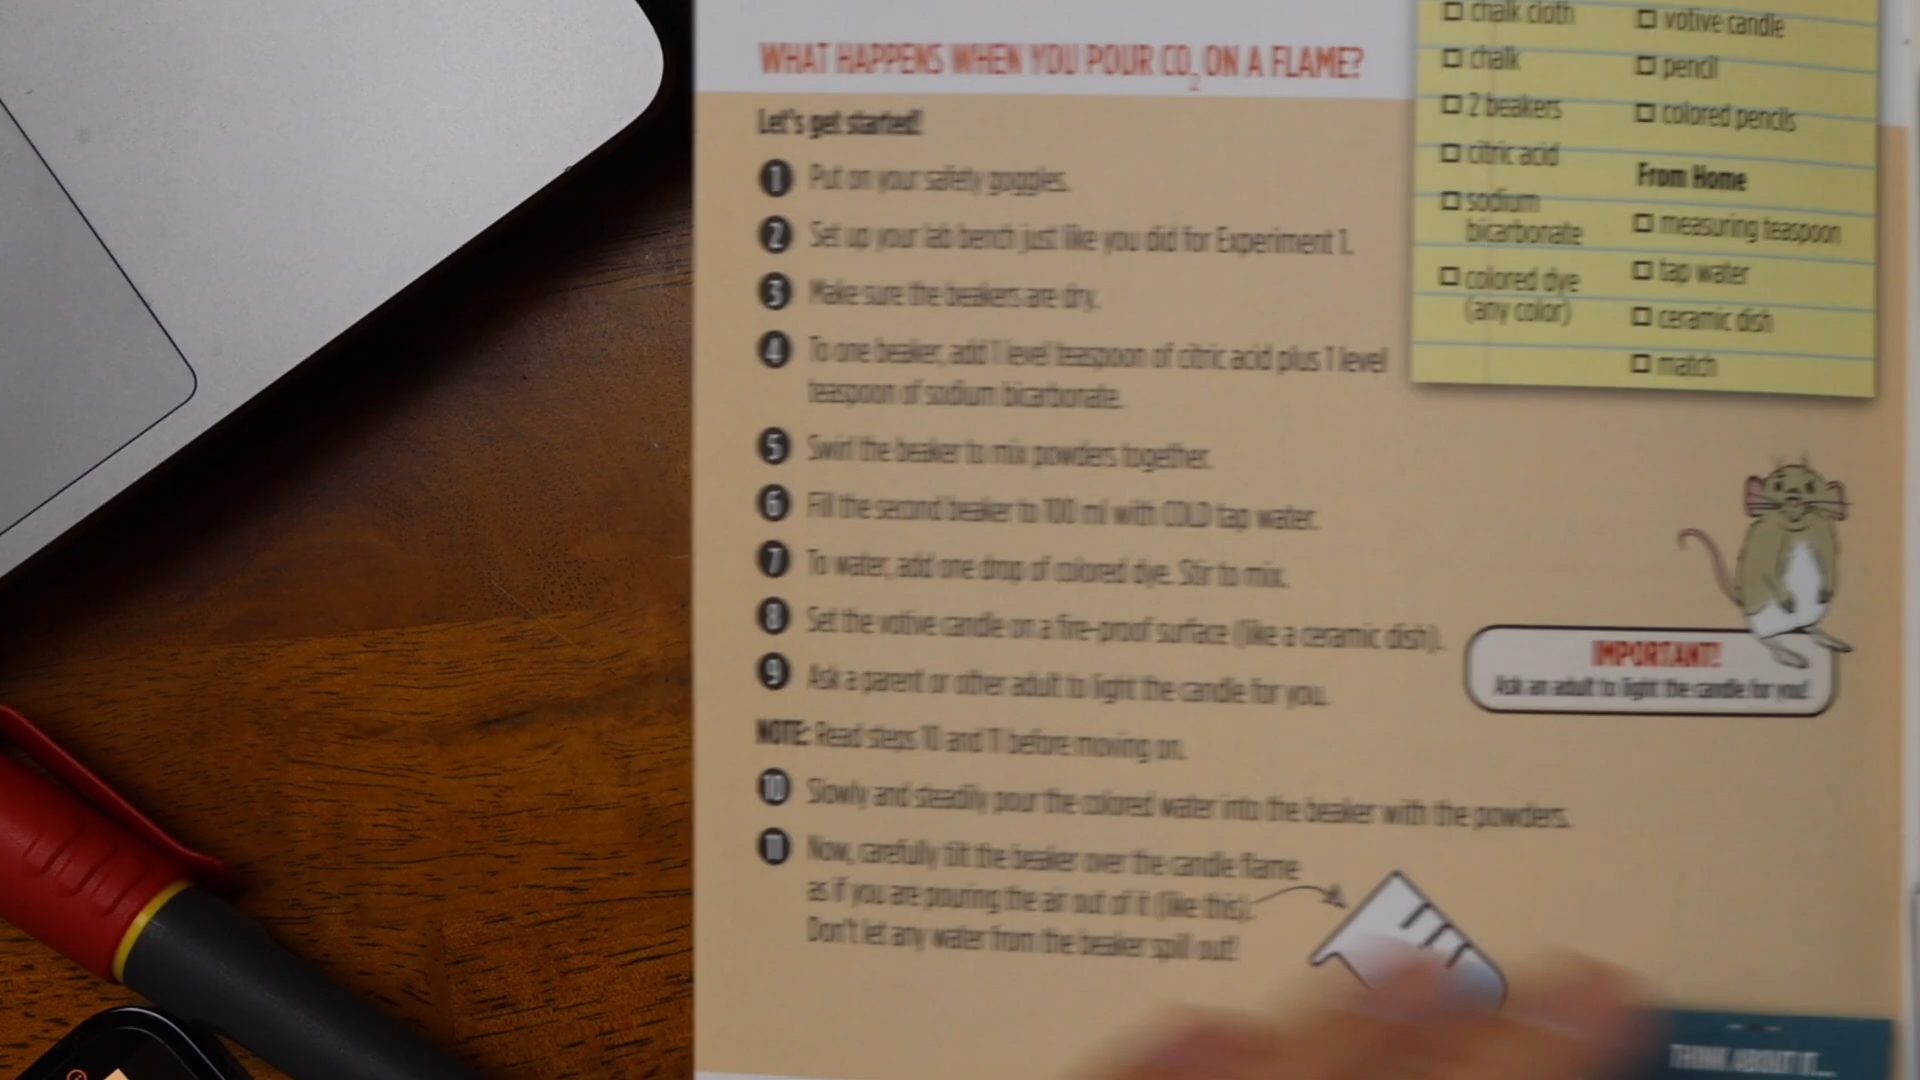 WHAT HAPPENS WHEN YOU POUR CO2 ON A FLAME?
Let's get started!
1 Put on your safety goggles.
2 Set up your lab bench just like you did for Experiment 1.
3 Make sure the beakers are dry.
4 To one beaker, add 1 level teaspoon of citric acid plus 1 level
teaspoon of sodium bicarbonate.
5 Swirl the beaker to mix powders together.
6 Fill the second beaker to 100 ml with COLD tap water.
7 To water, add one drop of colored dye. Stir to mix.
8 Set the votive candle on a fire-proof surface (like a ceramic dish).
9 Ask a parent or other adult to light the candle for you.
NOTE: Read steps 10 and 11 before moving on.
10 Slowly and steadily pour the colored water into the beaker with the powders.
11 Now, carefully tilt the beaker over the candle flame
as if you are pouring the air out of it (like this).
Don't let any water from the beaker spill out!
chalk cloth
chalk
2 beakers
citric acid
sodium
bicarbonate
colored dye
(any color)
votive candle
pencil
colored pencils
From Home
measuring teaspoon
tap water
ceramic dish
match
IMPORTANT!
Ask an adult to light the candle for you!
THINK ABOUT IT...